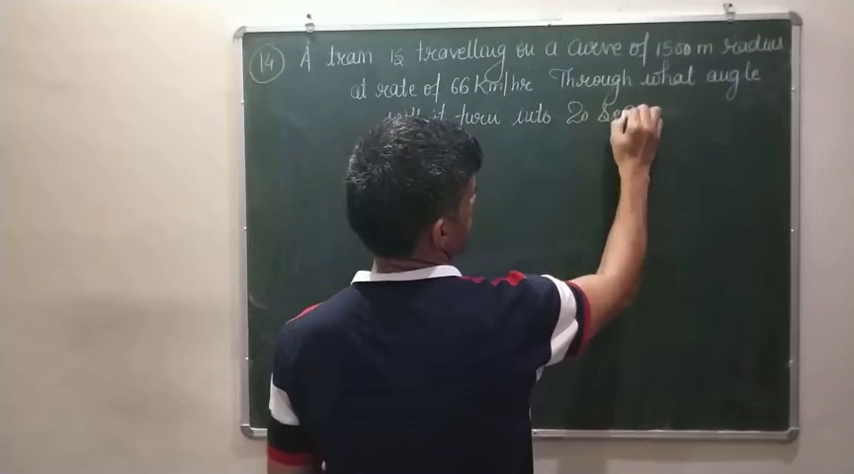 14 A train is travelling on a curve of 1500 m radius
at rate of 66 Km/hr Through what angle
it turn into 20